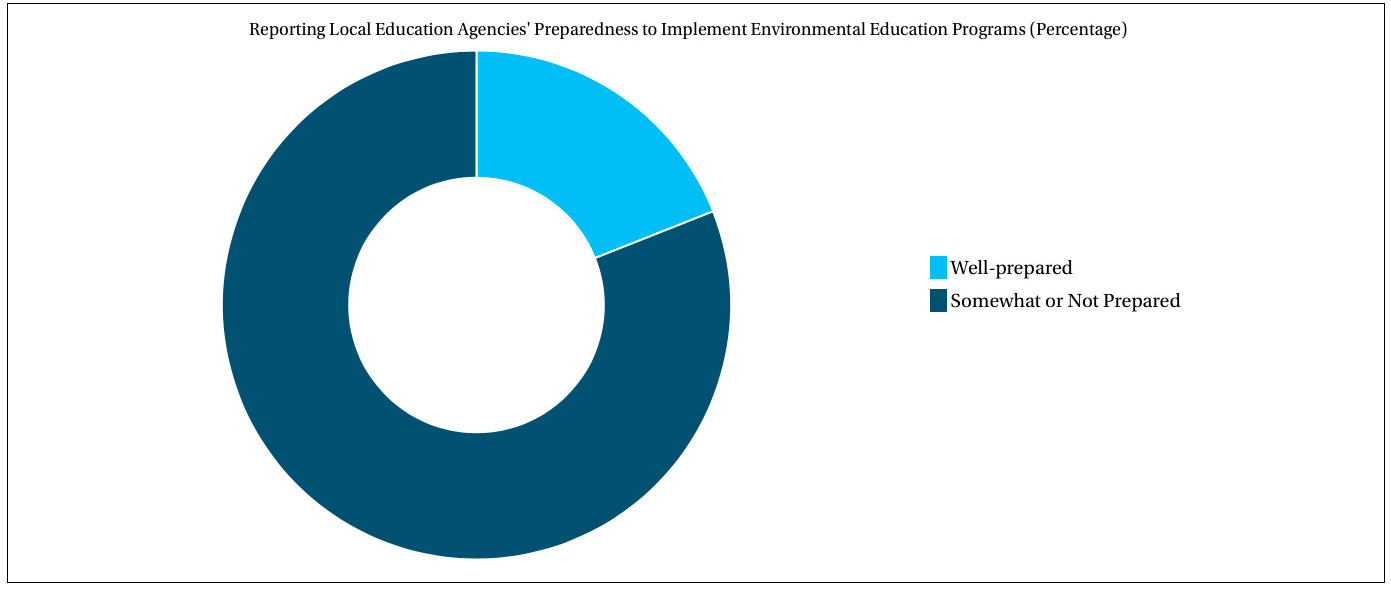 Reporting Local Education Agencies' Preparedness to Implement Environmental Education Programs (Percentage)
Well-prepared
Somewhat or Not Prepared